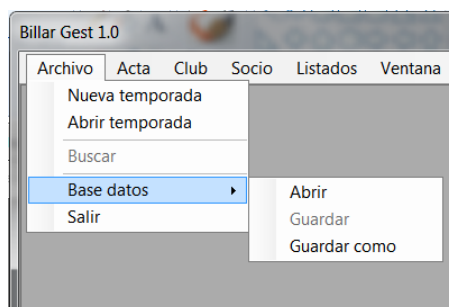 Billar Gest 1.0
Archivo Acta Club Socio Listados Ventana
Nueva temporada
Abrir temporada
Buscar
Base datos
Salir
Abrir
Guardar
Guardar como